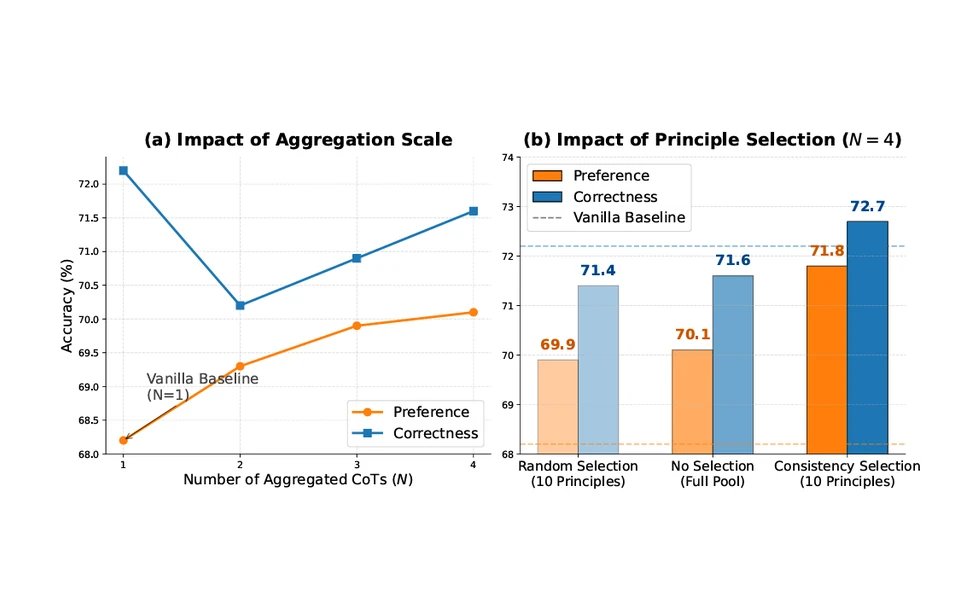 (a) Impact of Aggregation Scale
Accuracy (%)
72.0
71.5
71.0
70.5
70.0
69.5
69.0
68.5
68.0
Vanilla Baseline
(N=1)
Preference
Correctness
1 2 3 4
Number of Aggregated CoTs (N)
(b) Impact of Principle Selection (N = 4)
74
73
72
71
70
69
68
Preference
Correctness
Vanilla Baseline
69.9
71.4
70.1
71.6
71.8
72.7
Random Selection
(10 Principles)
No Selection
(Full Pool)
Consistency Selection
(10 Principles)